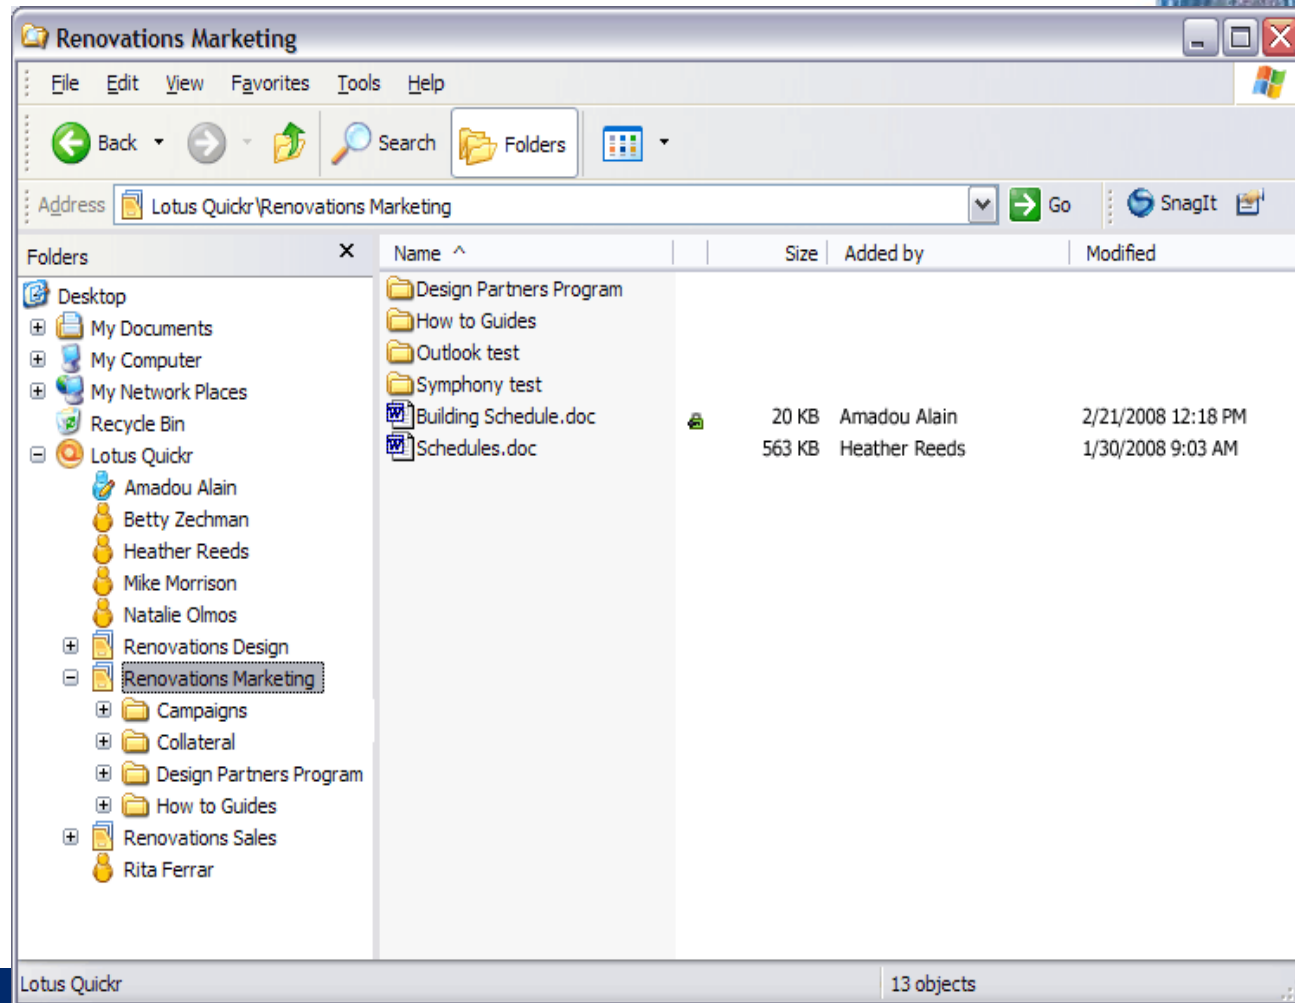 Renovations Marketing
File Edit View Favorites Tools Help
Back Search Folders
Address Lotus Quickr\Renovations Marketing Go SnagIt
Folders X Name ^ Size Added by Modified
Desktop
My Documents
My Computer
My Network Places
Recycle Bin
Lotus Quickr
Amadou Alain
Betty Zechman
Heather Reeds
Mike Morrison
Natalie Olmos
Renovations Design
Renovations Marketing
Campaigns
Collateral
Design Partners Program
How to Guides
Renovations Sales
Rita Ferrar
Design Partners Program
How to Guides
Outlook test
Symphony test
Building Schedule.doc 20 KB Amadou Alain 2/21/2008 12:18 PM
Schedules.doc 563 KB Heather Reeds 1/30/2008 9:03 AM
Lotus Quickr 13 objects